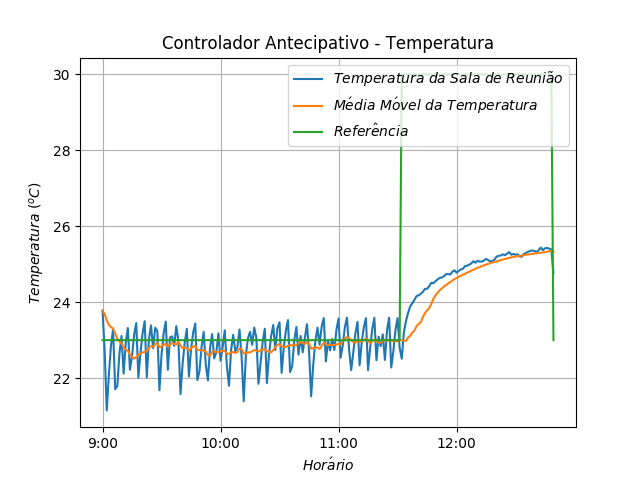 Controlador Antecipativo - Temperatura
Temperatura da Sala de Reunião
Média Móvel da Temperatura
Referência
30
28
26
24
22
Temperatura (°C)
9:00
10:00
11:00
12:00
Horário